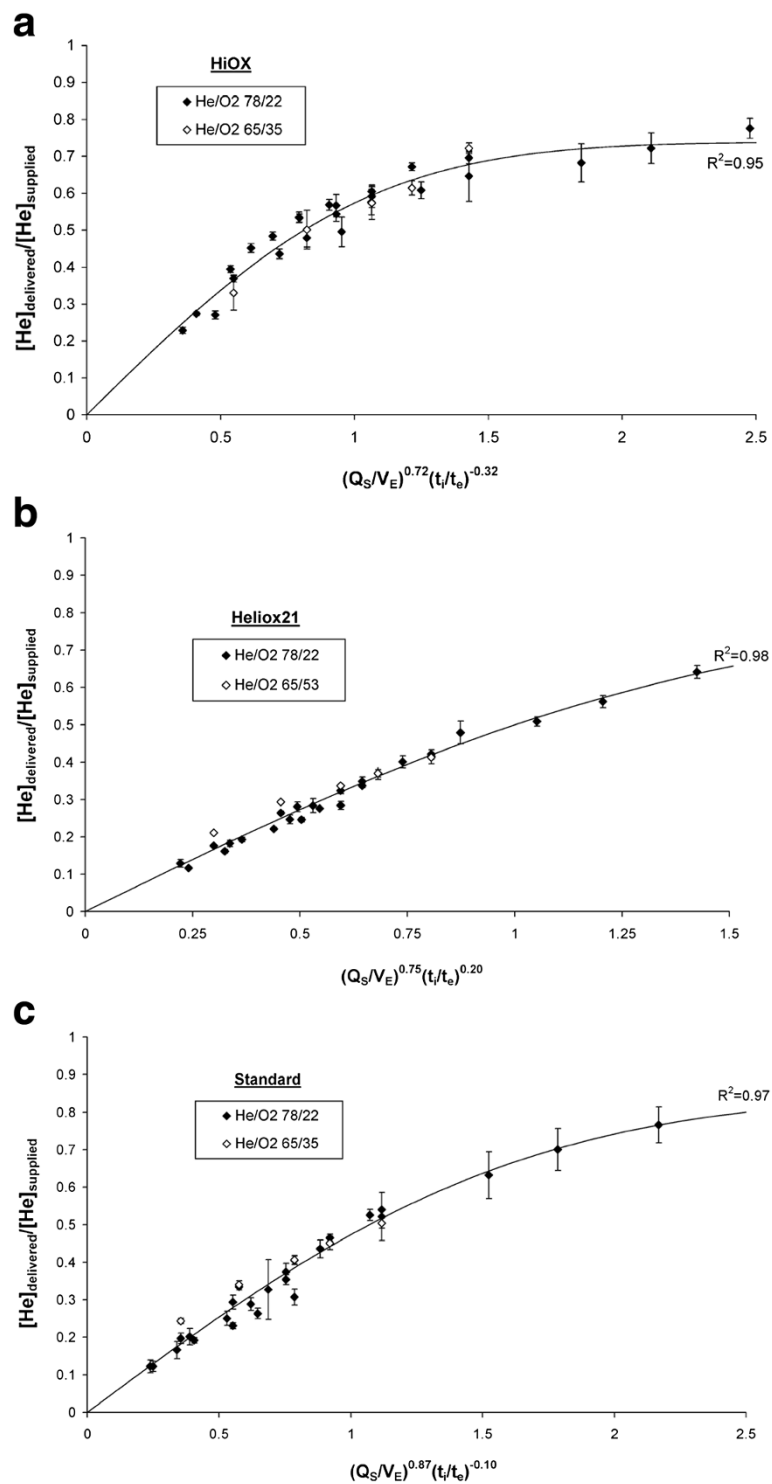 a
HiOX
He/O2 78/22
He/O2 65/35
[He]delivered/[He]supplied
1
0.9
0.8
0.7
0.6
0.5
0.4
0.3
0.2
0.1
0
R²=0.95
0 0.5 1 1.5 2 2.5
(QS/VE)^0.72(ti/te)^-0.32
b
Heliox21
He/O2 78/22
He/O2 65/53
[He]delivered/[He]supplied
1
0.9
0.8
0.7
0.6
0.5
0.4
0.3
0.2
0.1
0
R²=0.98
0 0.25 0.5 0.75 1 1.25 1.5
(QS/VE)^0.75(ti/te)^0.20
c
Standard
He/O2 78/22
He/O2 65/35
[He]delivered/[He]supplied
1
0.9
0.8
0.7
0.6
0.5
0.4
0.3
0.2
0.1
0
R²=0.97
0 0.5 1 1.5 2 2.5
(QS/VE)^0.87(ti/te)^-0.10